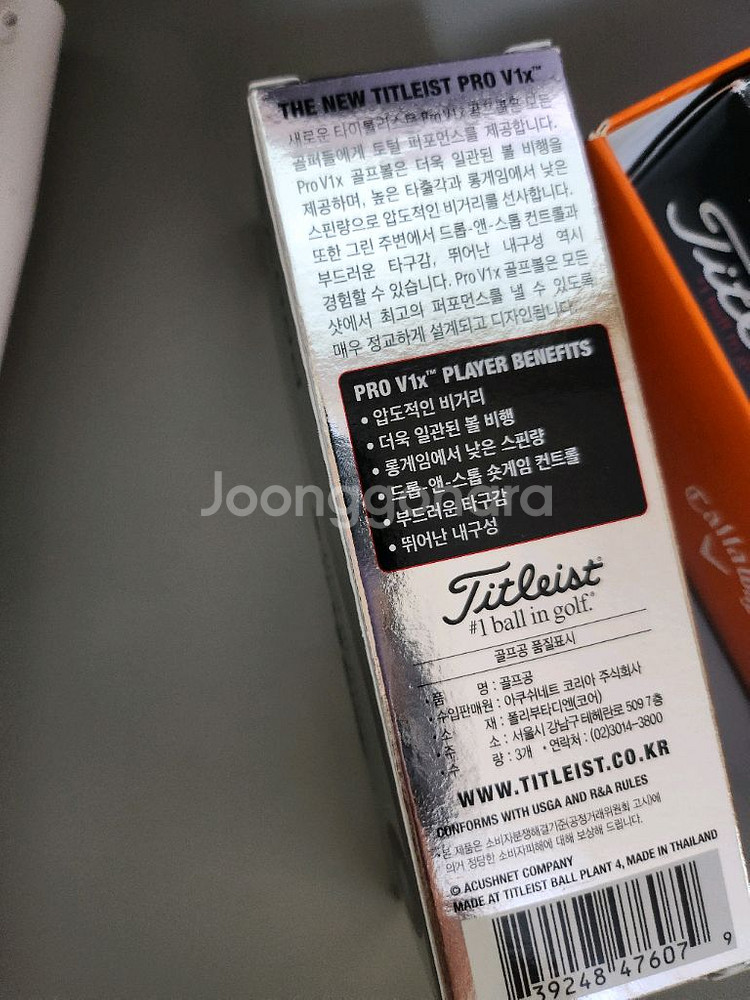 THE NEW TITLEIST PRO V1x™
새로운 타이틀리스트 Pro V1x 골프볼은 모든
골퍼들에게 토털 퍼포먼스를 제공합니다.
Pro V1x 골프볼은 더욱 일관된 볼 비행을
제공하며, 높은 타출각과 롱게임에서 낮은
스핀량으로 압도적인 비거리를 선사합니다.
또한 그린 주변에서 드롭-앤-스톱 컨트롤과
부드러운 타구감, 뛰어난 내구성 역시
경험할 수 있습니다. Pro V1x 골프볼은 모든
샷에서 최고의 퍼포먼스를 낼 수 있도록
매우 정교하게 설계되고 디자인됩니다.
PRO V1x™ PLAYER BENEFITS
• 압도적인 비거리
• 더욱 일관된 볼 비행
• 롱게임에서 낮은 스핀량
• 드롭-앤-스톱 숏게임 컨트롤
• 부드러운 타구감
• 뛰어난 내구성
Joonggonara
Titleist®
#1 ball in golf.®
골프공 품질표시
• 품 명 : 골프공
• 수입판매원 : 아쿠쉬네트 코리아 주식회사
• 소 재 : 폴리부타디엔(코어)
• 주 소 : 서울시 강남구 테헤란로 509 7층
• 수 량 : 3개 • 연락처 : (02)3014-3800
WWW.TITLEIST.CO.KR
CONFORMS WITH USGA AND R&A RULES
본 제품은 소비자분쟁해결기준(공정거래위원회 고시)에
의거 정당한 소비자피해에 대해 보상해 드립니다.
© ACUSHNET COMPANY
MADE AT TITLEIST BALL PLANT 4, MADE IN THAILAND
39248 47607 9
Callaway